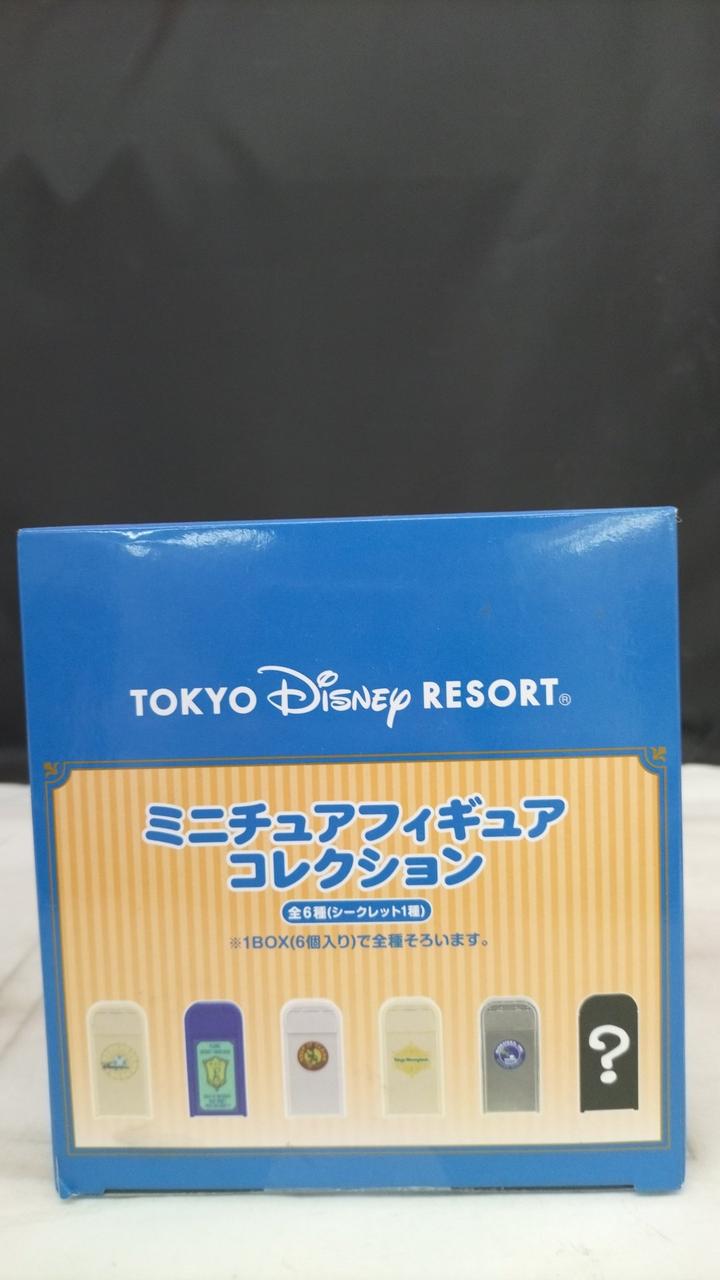 TOKYO Disney RESORT®
ミニチュアフィギュア
コレクション
全6種(シークレット1種)
※1BOX(6個入り)で全種そろいます。
?